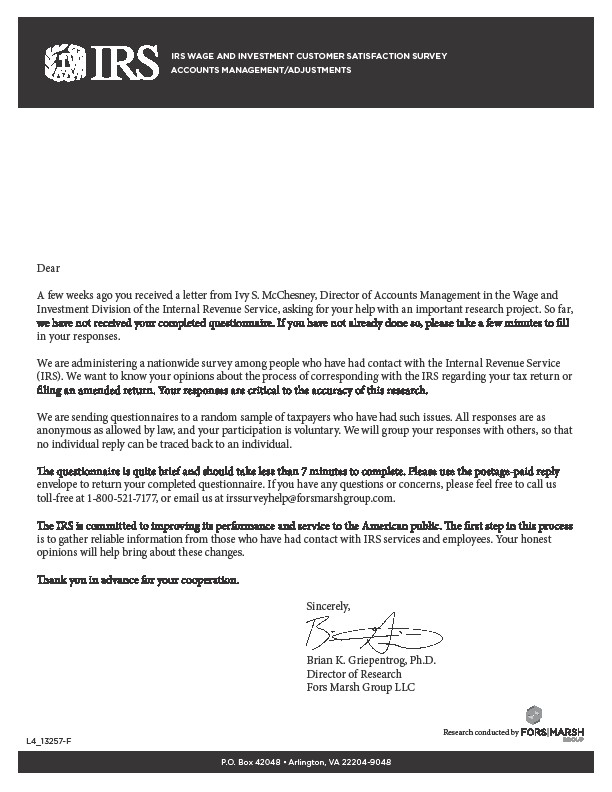 IRS
IRS WAGE AND INVESTMENT CUSTOMER SATISFACTION SURVEY
ACCOUNTS MANAGEMENT/ADJUSTMENTS
Dear
A few weeks ago you received a letter from Ivy S. McChesney, Director of Accounts Management in the Wage and
Investment Division of the Internal Revenue Service, asking for your help with an important research project. So far,
we have not received your completed questionnaire. If you have not already done so, please take a few minutes to fill
in your responses.
We are administering a nationwide survey among people who have had contact with the Internal Revenue Service
(IRS). We want to know your opinions about the process of corresponding with the IRS regarding your tax return or
filing an amended return. Your responses are critical to the accuracy of this research.
We are sending questionnaires to a random sample of taxpayers who have had such issues. All responses are as
anonymous as allowed by law, and your participation is voluntary. We will group your responses with others, so that
no individual reply can be traced back to an individual.
The questionnaire is quite brief and should take less than 7 minutes to complete. Please use the postage-paid reply
envelope to return your completed questionnaire. If you have any questions or concerns, please feel free to call us
toll-free at 1-800-521-7177, or email us at irssurveyhelp@forsmarshgroup.com.
The IRS is committed to improving its performance and service to the American public. The first step in this process
is to gather reliable information from those who have had contact with IRS services and employees. Your honest
opinions will help bring about these changes.
Thank you in advance for your cooperation.
Sincerely,
Brian K. Griepentrog, Ph.D.
Director of Research
Fors Marsh Group LLC
Research conducted by FORS|MARSH
GROUP
L4_13257-F
P.O. Box 42048 • Arlington, VA 22204-9048